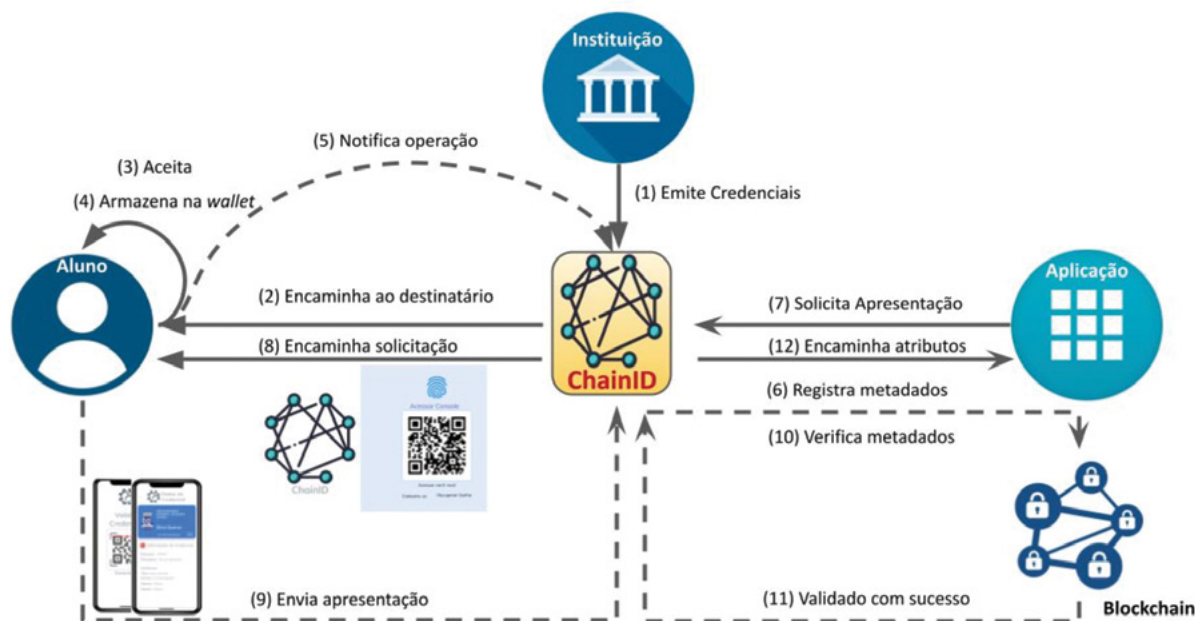 Instituição
(5) Notifica operação
(3) Aceita
(1) Emite Credenciais
(4) Armazena na wallet
Aluno
Aplicação
(2) Encaminha ao destinatário
(7) Solicita Apresentação
(8) Encaminha solicitação
(12) Encaminha atributos
ChainID
(6) Registra metadados
(10) Verifica metadados
ChainID
(9) Envia apresentação
(11) Validado com sucesso
Blockchain